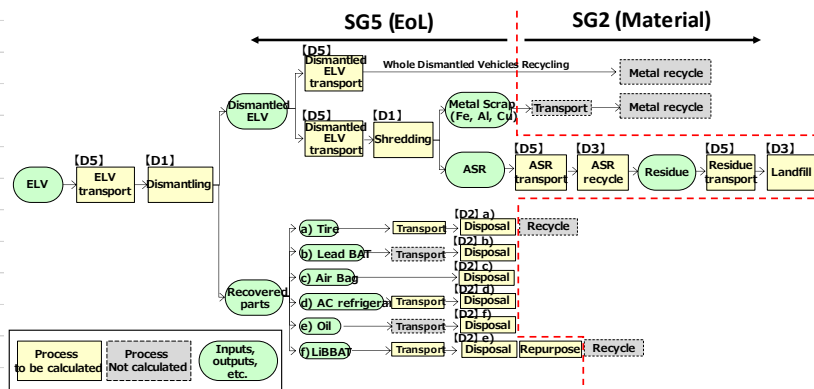 SG5 (EoL)
SG2 (Material)
【D5】
Dismantled
ELV
transport
Whole Dismantled Vehicles Recycling
Metal recycle
Dismantled
ELV
【D5】
Dismantled
ELV
transport
【D1】
Shredding
Metal Scrap
(Fe, Al, Cu)
Transport
Metal recycle
ELV
【D5】
ELV
transport
【D1】
Dismantling
ASR
【D5】
ASR
transport
【D3】
ASR
recycle
Residue
【D5】
Residue
transport
【D3】
Landfill
Recovered
parts
a) Tire
Transport
【D2】a)
Disposal
Recycle
b) Lead BAT
Transport
【D2】b)
Disposal
c) Air Bag
【D2】c)
Disposal
d) AC refrigerar
Transport
【D2】d)
Disposal
e) Oil
Transport
【D2】f)
Disposal
f)LiBBAT
Transport
【D2】e)
Disposal
Repurpose
Recycle
Process
to be calculated
Process
Not calculated
Inputs,
outputs,
etc.